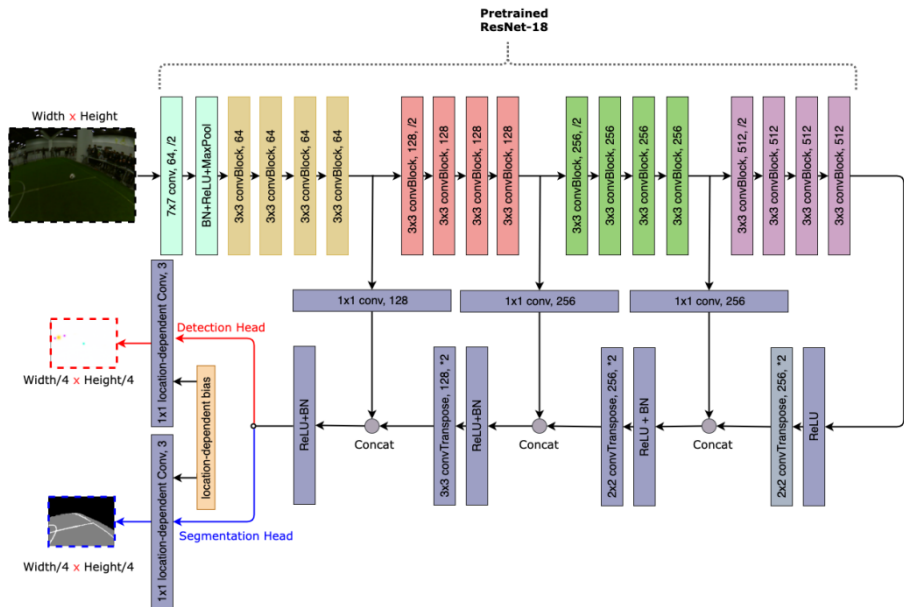 Pretrained
ResNet-18
Width x Height
7x7 conv, 64, /2
BN+ReLU+MaxPool
3x3 convBlock, 64
3x3 convBlock, 64
3x3 convBlock, 64
3x3 convBlock, 64
3x3 convBlock, 128, /2
3x3 convBlock, 128
3x3 convBlock, 128
3x3 convBlock, 128
3x3 convBlock, 256, /2
3x3 convBlock, 256
3x3 convBlock, 256
3x3 convBlock, 256
3x3 convBlock, 512, /2
3x3 convBlock, 512
3x3 convBlock, 512
3x3 convBlock, 512
1x1 conv, 128
1x1 conv, 256
1x1 conv, 256
1x1 location-dependent Conv, 3
Detection Head
Width/4 x Height/4
location-dependent bias
ReLU+BN
Concat
3x3 convTranspose, 128, *2
ReLU+BN
Concat
2x2 convTranspose, 256, *2
ReLU + BN
Concat
2x2 convTranspose, 256, *2
ReLU
1x1 location-dependent Conv, 3
Segmentation Head
Width/4 x Height/4